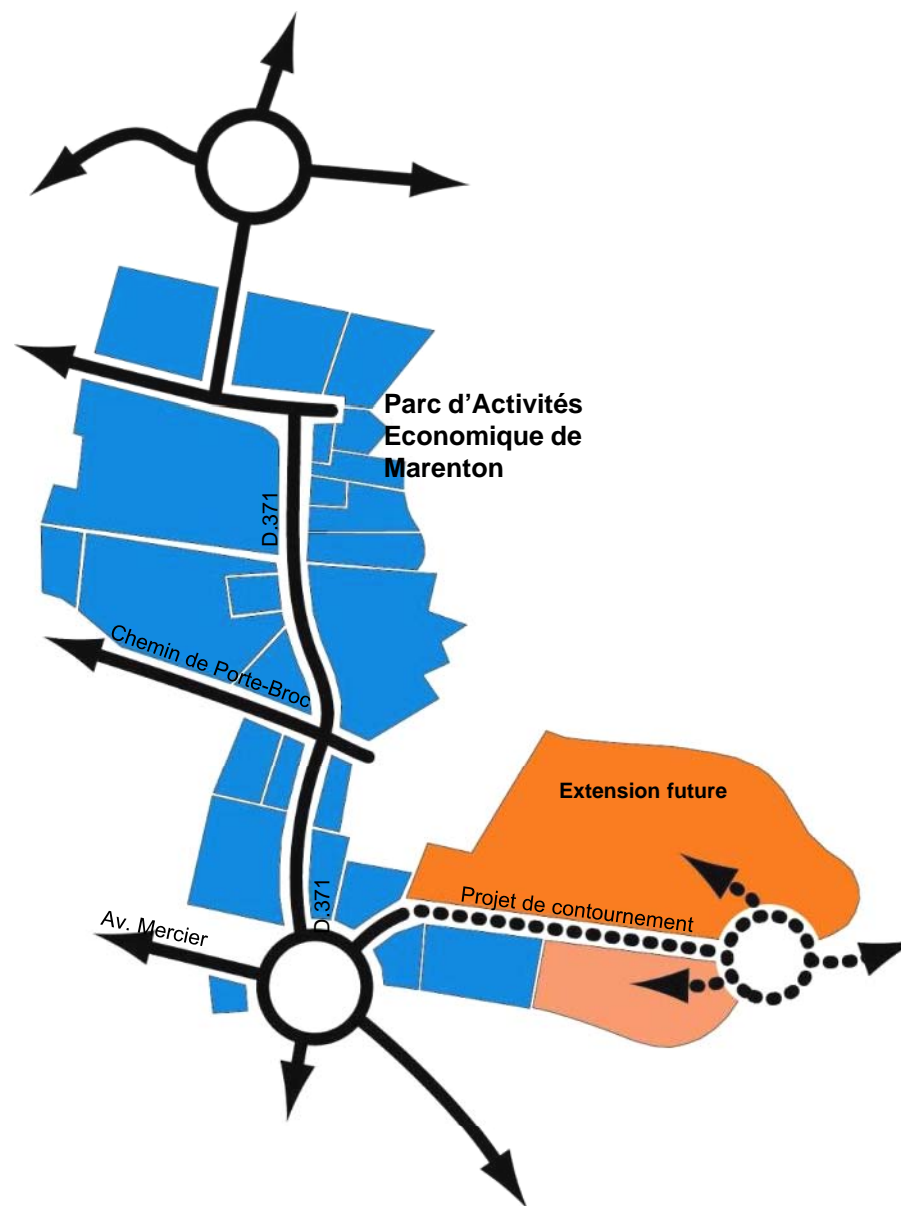 Parc d’Activités
Economique de
Marenton
D.371
Chemin de Porte-Broc
Extension future
D.371
Projet de contournement
Av. Mercier